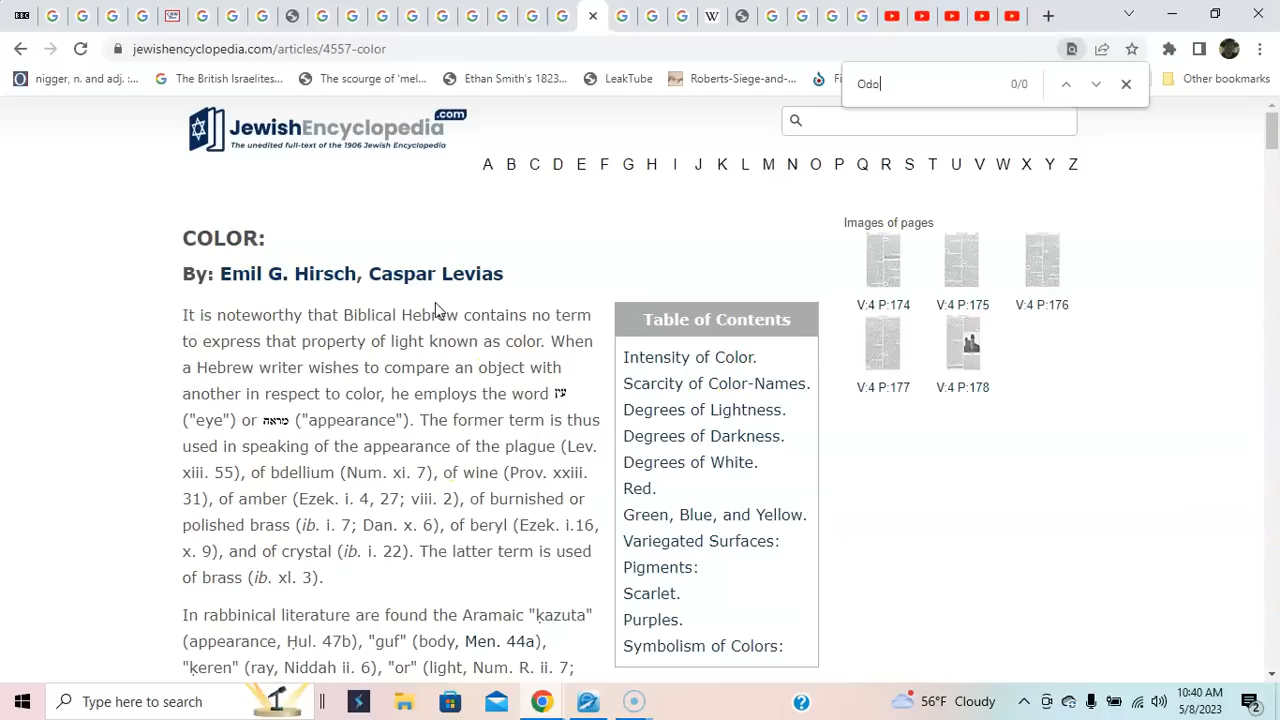 BBC
jewishencyclopedia.com/articles/4557-color
nigger, n. and adj. :...
The British Israelites...
The scourge of 'mel...
Ethan Smith's 1823...
LeakTube
Roberts-Siege-and-...
Fi
Other bookmarks
Odo
0/0
JewishEncyclopedia .com
The unedited full-text of the 1906 Jewish Encyclopedia
A B C D E F G H I J K L M N O P Q R S T U V W X Y Z
COLOR:
By: Emil G. Hirsch, Caspar Levias
It is noteworthy that Biblical Hebrew contains no term
to express that property of light known as color. When
a Hebrew writer wishes to compare an object with
another in respect to color, he employs the word עין
("eye") or מראה ("appearance"). The former term is thus
used in speaking of the appearance of the plague (Lev.
xiii. 55), of bdellium (Num. xi. 7), of wine (Prov. xxiii.
31), of amber (Ezek. i. 4, 27; viii. 2), of burnished or
polished brass (ib. i. 7; Dan. x. 6), of beryl (Ezek. i.16,
x. 9), and of crystal (ib. i. 22). The latter term is used
of brass (ib. xl. 3).
In rabbinical literature are found the Aramaic "ḳazuta"
(appearance, Ḥul. 47b), "guf" (body, Men. 44a),
"ḳeren" (ray, Niddah ii. 6), "or" (light, Num. R. ii. 7;
Table of Contents
Intensity of Color.
Scarcity of Color-Names.
Degrees of Lightness.
Degrees of Darkness.
Degrees of White.
Red.
Green, Blue, and Yellow.
Variegated Surfaces:
Pigments:
Scarlet.
Purples.
Symbolism of Colors:
Images of pages
V:4 P:174 V:4 P:175 V:4 P:176
V:4 P:177 V:4 P:178
Type here to search
56°F Cloudy
10:40 AM
5/8/2023
2